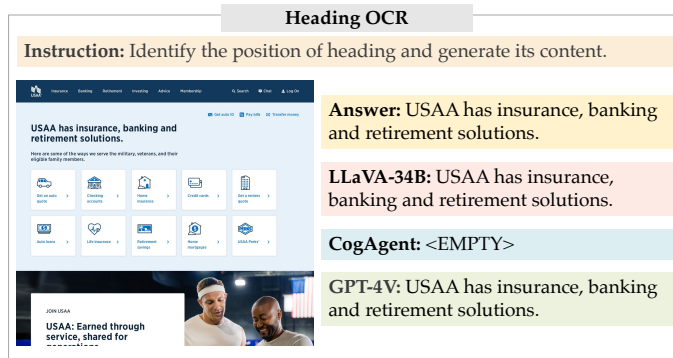 Heading OCR
Instruction: Identify the position of heading and generate its content.
USAA
Insurance Banking Retirement Investing Advice Membership Search Chat Log On
Get auto ID Pay bills Transfer money
USAA has insurance, banking and
retirement solutions.
Here are some of the ways we serve the military, veterans, and their
eligible family members.
Get an auto
quote
Checking
accounts
Home
insurance
Credit cards
Get a renters
quote
Auto loans
Life insurance
Retirement
savings
Home
mortgages
USAA Perks
JOIN USAA
USAA: Earned through
service, shared for
generations
Answer: USAA has insurance, banking
and retirement solutions.
LLaVA-34B: USAA has insurance,
banking and retirement solutions.
CogAgent: <EMPTY>
GPT-4V: USAA has insurance, banking
and retirement solutions.